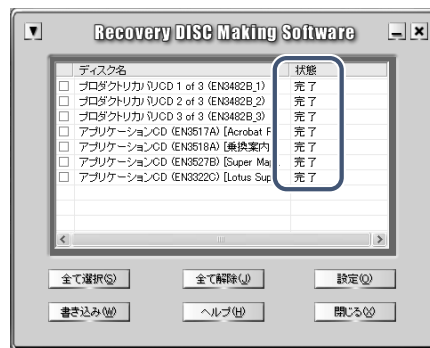 Recovery DISC Making Software
ディスク名 状態
プロダクトリカバリCD 1 of 3 (EN3482B_1) 完了
プロダクトリカバリCD 2 of 3 (EN3482B_2) 完了
プロダクトリカバリCD 3 of 3 (EN3482B_3) 完了
アプリケーションCD (EN3517A) [Acrobat F 完了
アプリケーションCD (EN3518A) [乗換案内 完了
アプリケーションCD (EN3527B) [Super Ma 完了
アプリケーションCD (EN3322C) [Lotus Sup 完了
全て選択(S) 全て解除(J) 設定(O)
書き込み(W) ヘルプ(H) 閉じる(X)